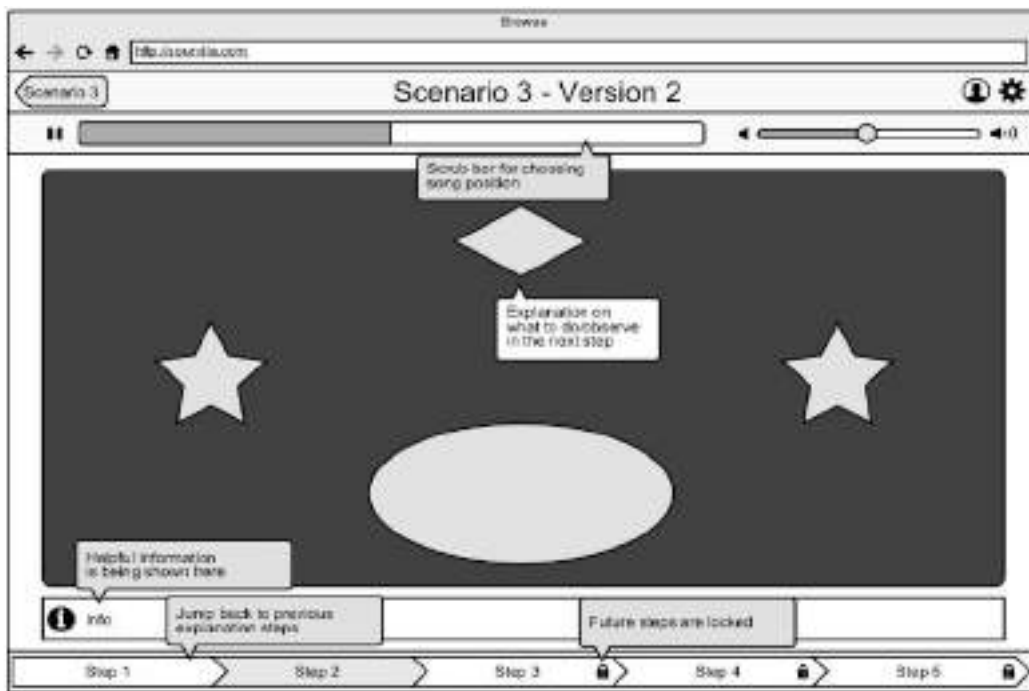 Browse
Scenario 3
Scenario 3 - Version 2
Scrub bar for choosing
song position
Explanation on
what to do/observe
in the next step
Helpful information
is being shown here
Info
Jump back to previous
explanation steps
Future steps are locked
Step 1
Step 2
Step 3
Step 4
Step 5